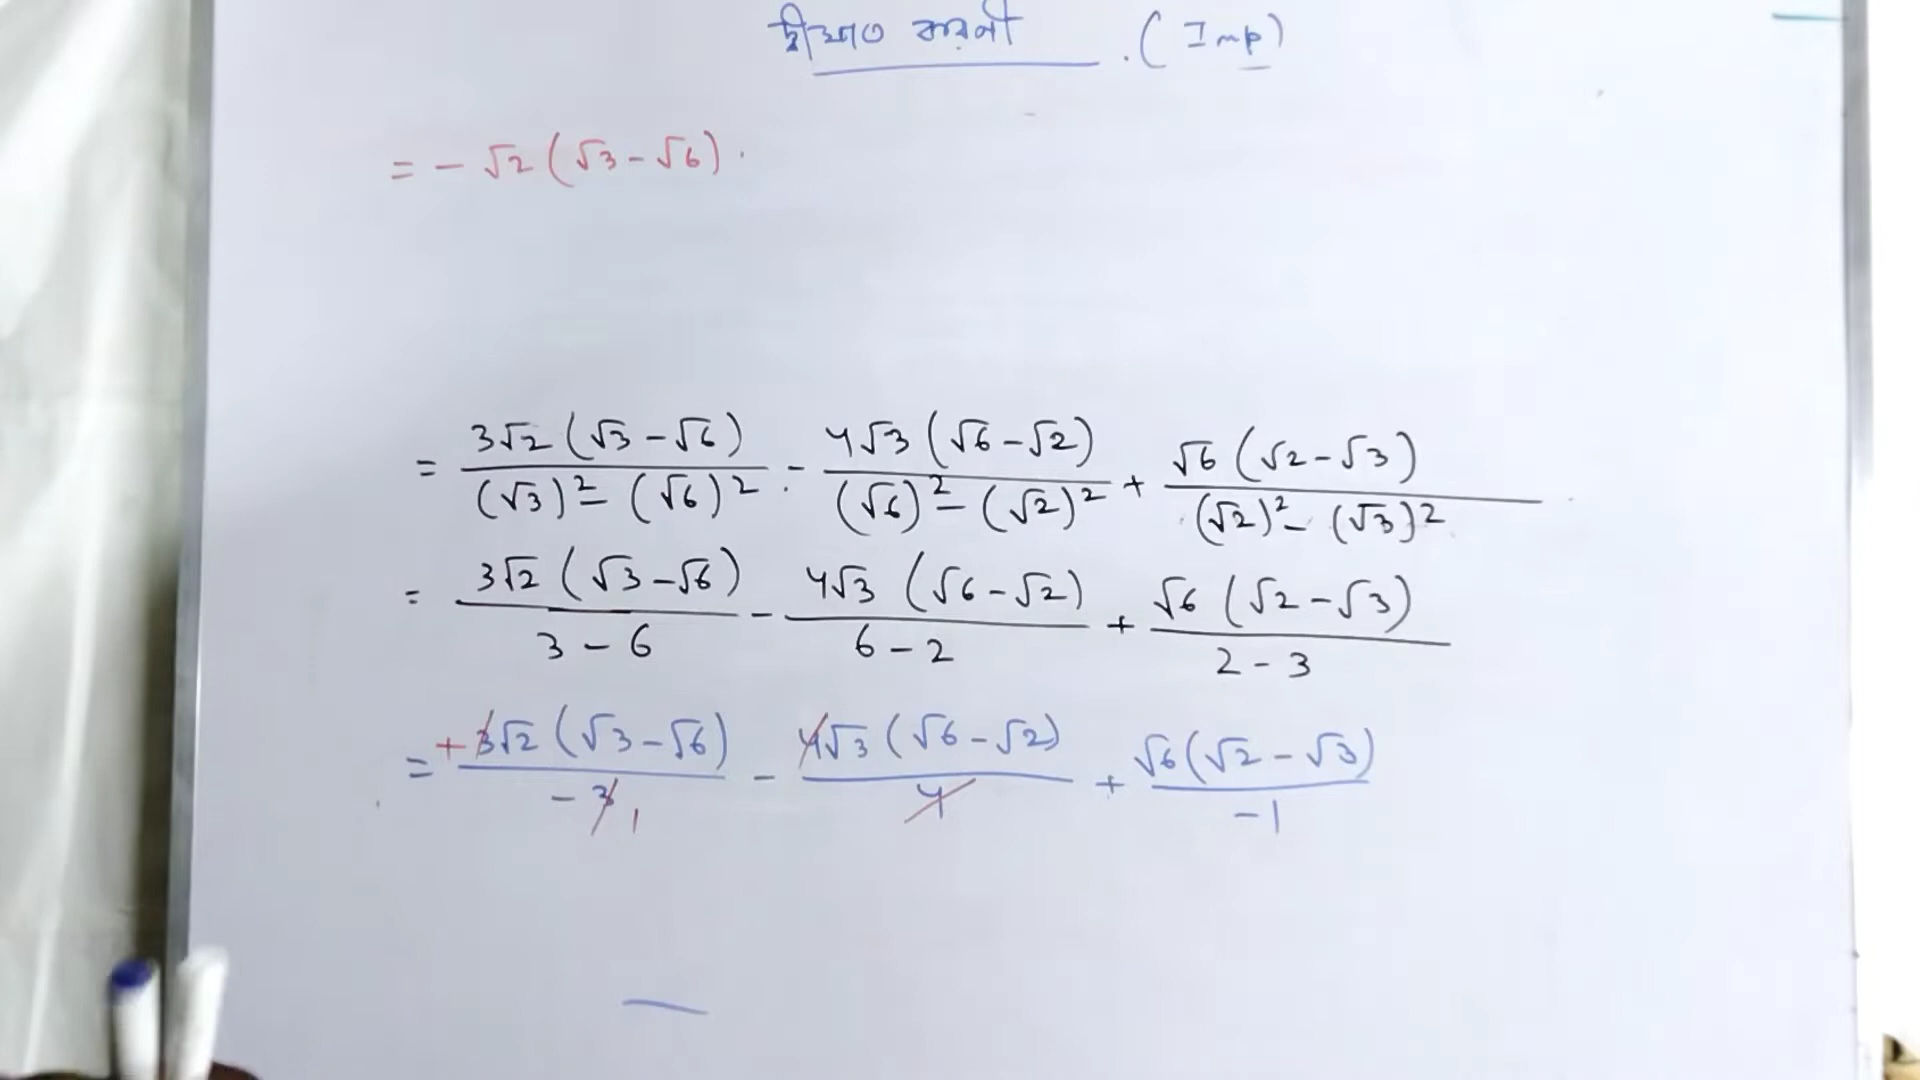 দ্বীঘাত করণী . (Imp)
= - √2 (√3 - √6) .
= 3√2 (√3 - √6) / (√3)² - (√6)² - 4√3 (√6 - √2) / (√6)² - (√2)² + √6 (√2 - √3) / (√2)² - (√3)²
= 3√2 (√3 - √6) / 3 - 6 - 4√3 (√6 - √2) / 6 - 2 + √6 (√2 - √3) / 2 - 3
= + 3√2 (√3 - √6) / - 3 1 - 4√3 (√6 - √2) / 4 + √6 (√2 - √3) / - 1